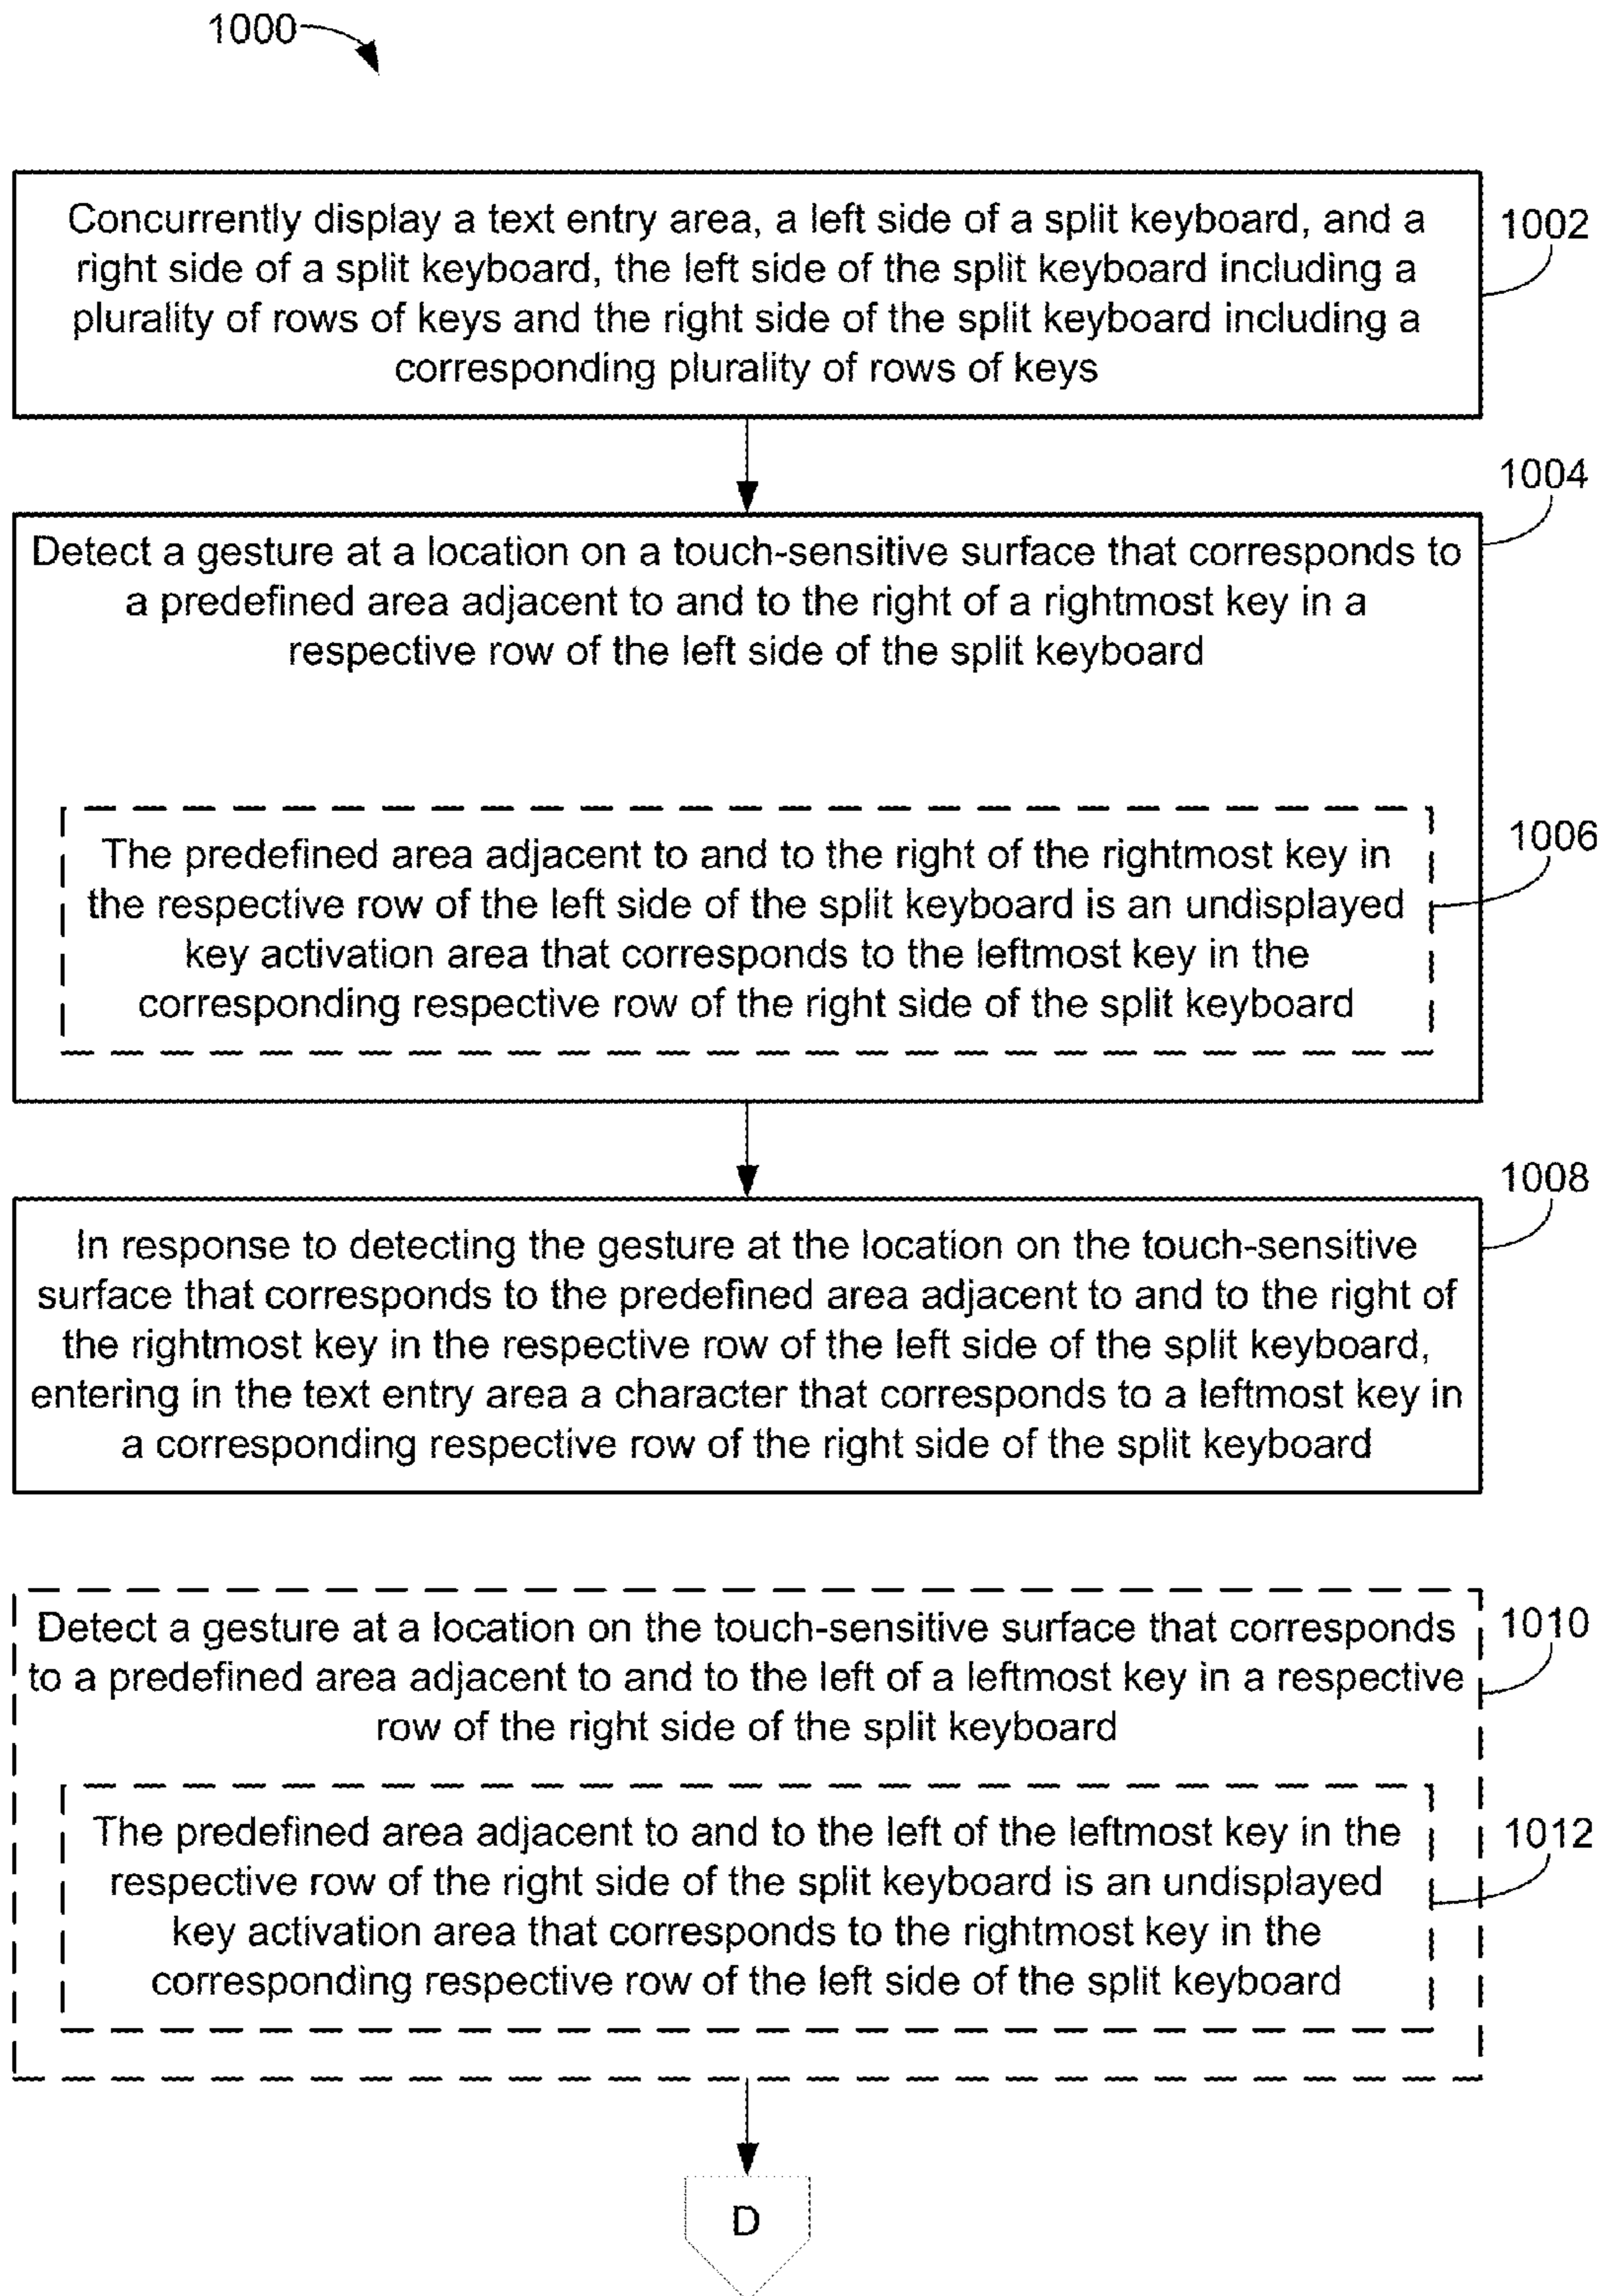 1000
Concurrently display a text entry area, a left side of a split keyboard, and a
right side of a split keyboard, the left side of the split keyboard including a
plurality of rows of keys and the right side of the split keyboard including a
corresponding plurality of rows of keys
1002
Detect a gesture at a location on a touch-sensitive surface that corresponds to
a predefined area adjacent to and to the right of a rightmost key in a
respective row of the left side of the split keyboard
1004
The predefined area adjacent to and to the right of the rightmost key in
the respective row of the left side of the split keyboard is an undisplayed
key activation area that corresponds to the leftmost key in the
corresponding respective row of the right side of the split keyboard
1006
In response to detecting the gesture at the location on the touch-sensitive
surface that corresponds to the predefined area adjacent to and to the right of
the rightmost key in the respective row of the left side of the split keyboard,
entering in the text entry area a character that corresponds to a leftmost key in
a corresponding respective row of the right side of the split keyboard
1008
Detect a gesture at a location on the touch-sensitive surface that corresponds
to a predefined area adjacent to and to the left of a leftmost key in a respective
row of the right side of the split keyboard
1010
The predefined area adjacent to and to the left of the leftmost key in the
respective row of the right side of the split keyboard is an undisplayed
key activation area that corresponds to the rightmost key in the
corresponding respective row of the left side of the split keyboard
1012
D